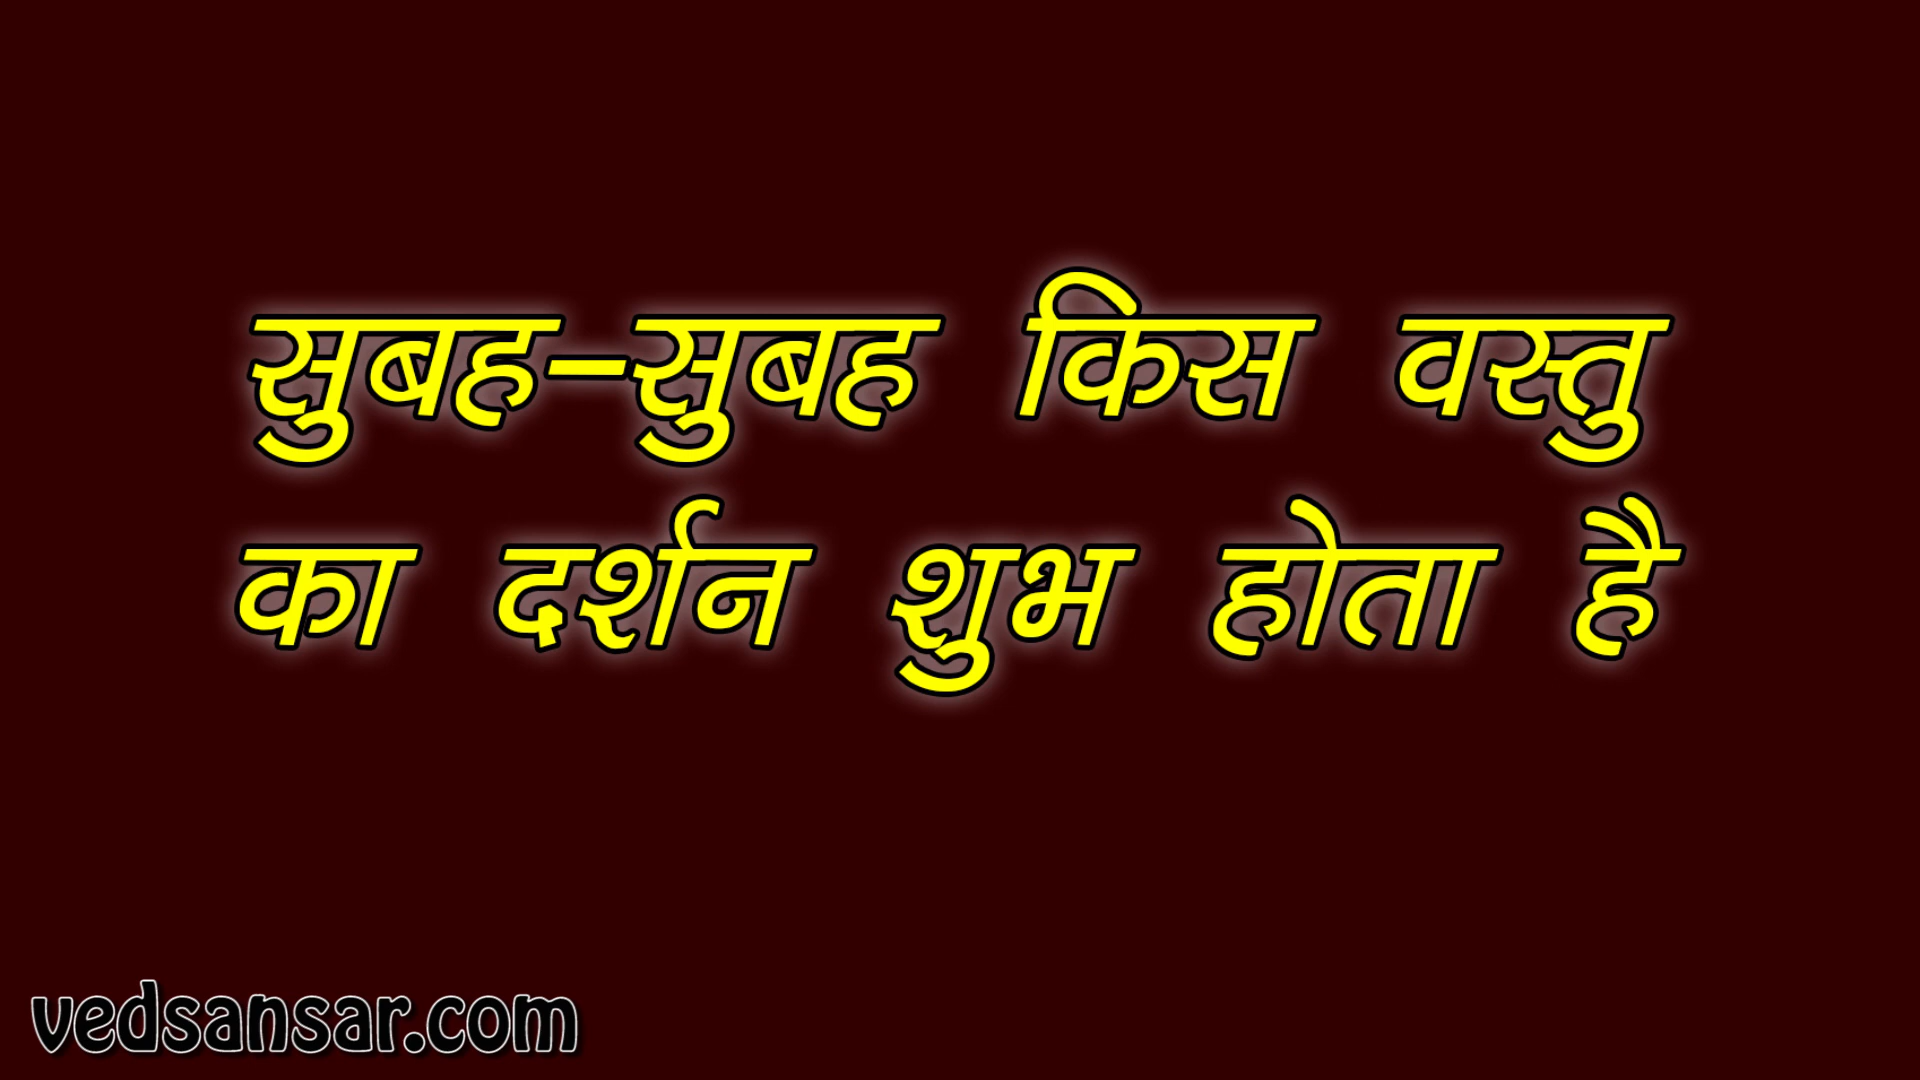 सुबह-सुबह किस वस्तु
का दर्शन शुभ होता है
vedsansar.com